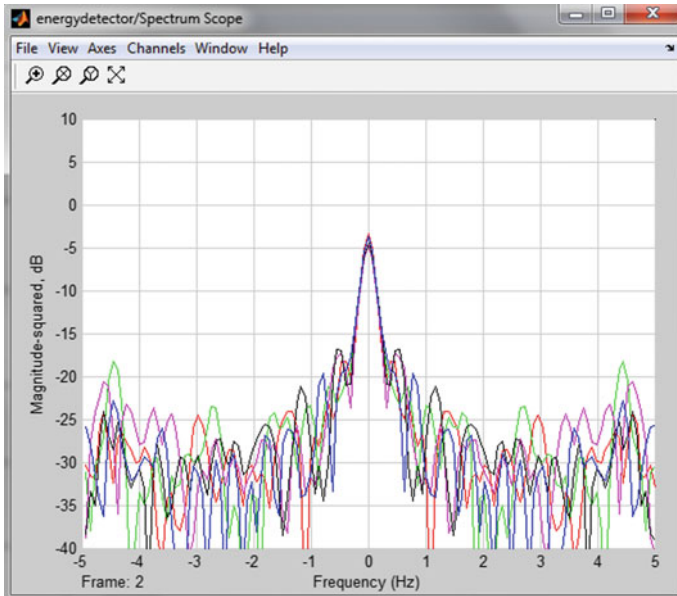 energydetector/Spectrum Scope
File View Axes Channels Window Help
10
5
0
-5
-10
-15
-20
-25
-30
-35
-40
Magnitude-squared, dB
-5 -4 -3 -2 -1 0 1 2 3 4 5
Frame: 2 Frequency (Hz)